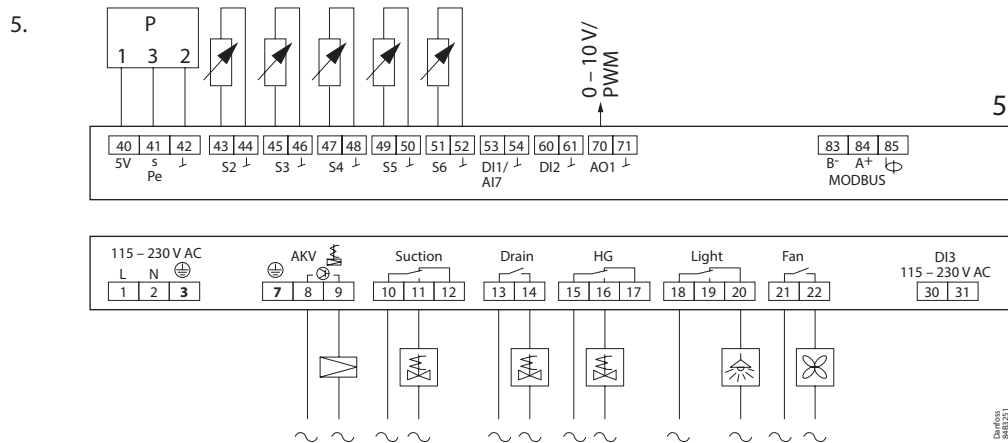 5.
P
1 3 2
0 – 10 V/
PWM
5
40 41 42 43 44 45 46 47 48 49 50 51 52 53 54 60 61 70 71 83 84 85
5V s S2 S3 S4 S5 S6 DI1/ DI2 AO1 B- A+
Pe AI7 MODBUS
115 – 230 V AC AKV Suction Drain HG Light Fan DI3
L N 115 – 230 V AC
1 2 3 7 8 9 10 11 12 13 14 15 16 17 18 19 20 21 22 30 31
Danfoss